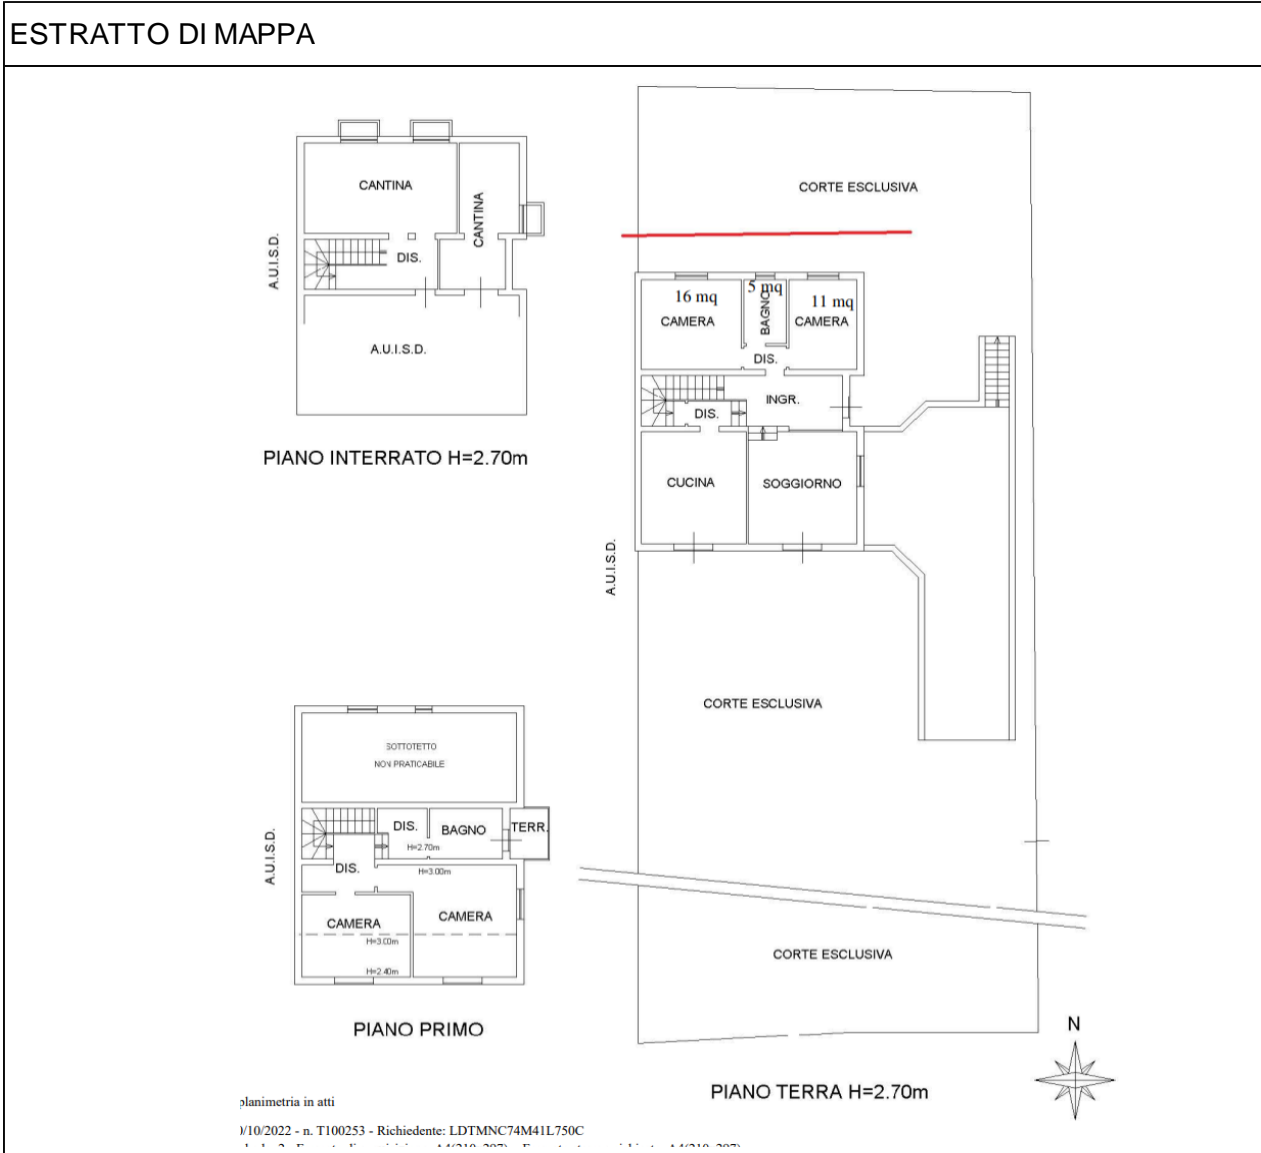 ESTRATTO DI MAPPA
CORTE ESCLUSIVA
CANTINA
CANTINA
DIS.
A.U.I.S.D.
A.U.I.S.D.
PIANO INTERRATO H=2.70m
16 mq
5 mq
11 mq
CAMERA
BAGNO
CAMERA
DIS.
INGR.
DIS.
CUCINA
SOGGIORNO
A.U.I.S.D.
CORTE ESCLUSIVA
SOTTOTETTO
NON PRATICABILE
A.U.I.S.D.
DIS.
BAGNO
TERR.
H=2.70m
DIS.
H=3.00m
CAMERA
CAMERA
H=3.00m
H=2.40m
PIANO PRIMO
CORTE ESCLUSIVA
N
PIANO TERRA H=2.70m
planimetria in atti
/10/2022 - n. T100253 - Richiedente: LDTMNC74M41L750C